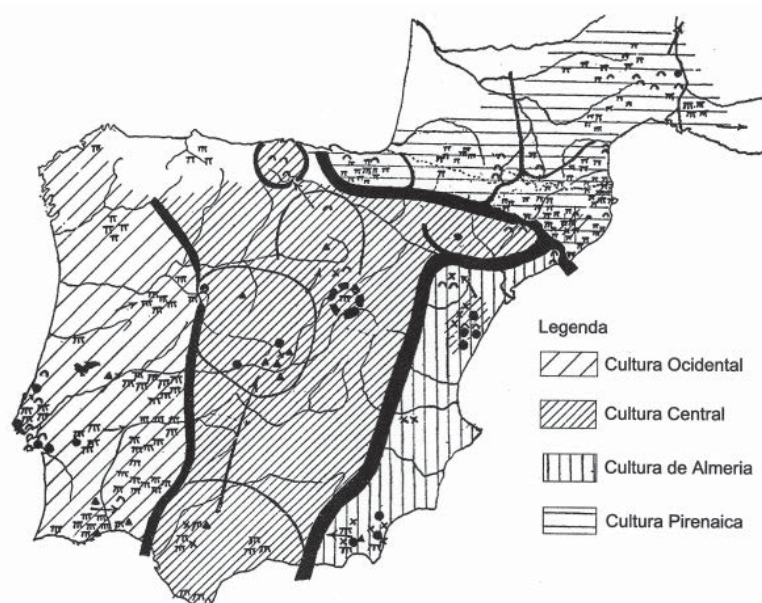 Legenda
Cultura Ocidental
Cultura Central
Cultura de Almeria
Cultura Pirenaica